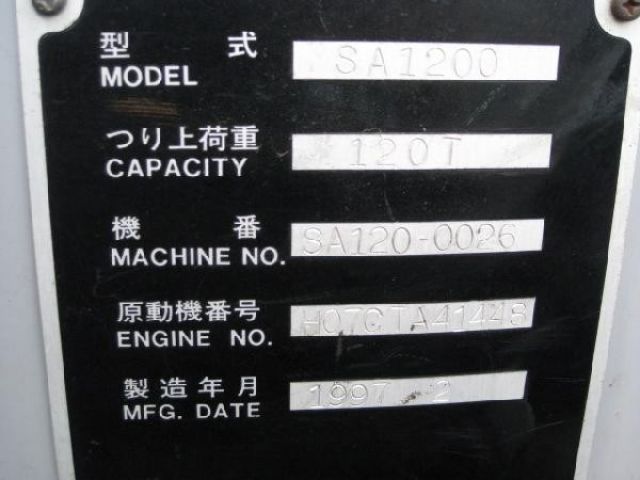 型 式 SA1200
MODEL
つり上荷重 120T
CAPACITY
機 番 SA120-0026
MACHINE NO.
原動機番号 H07CTA41448
ENGINE NO.
製造年月 1997 2
MFG. DATE